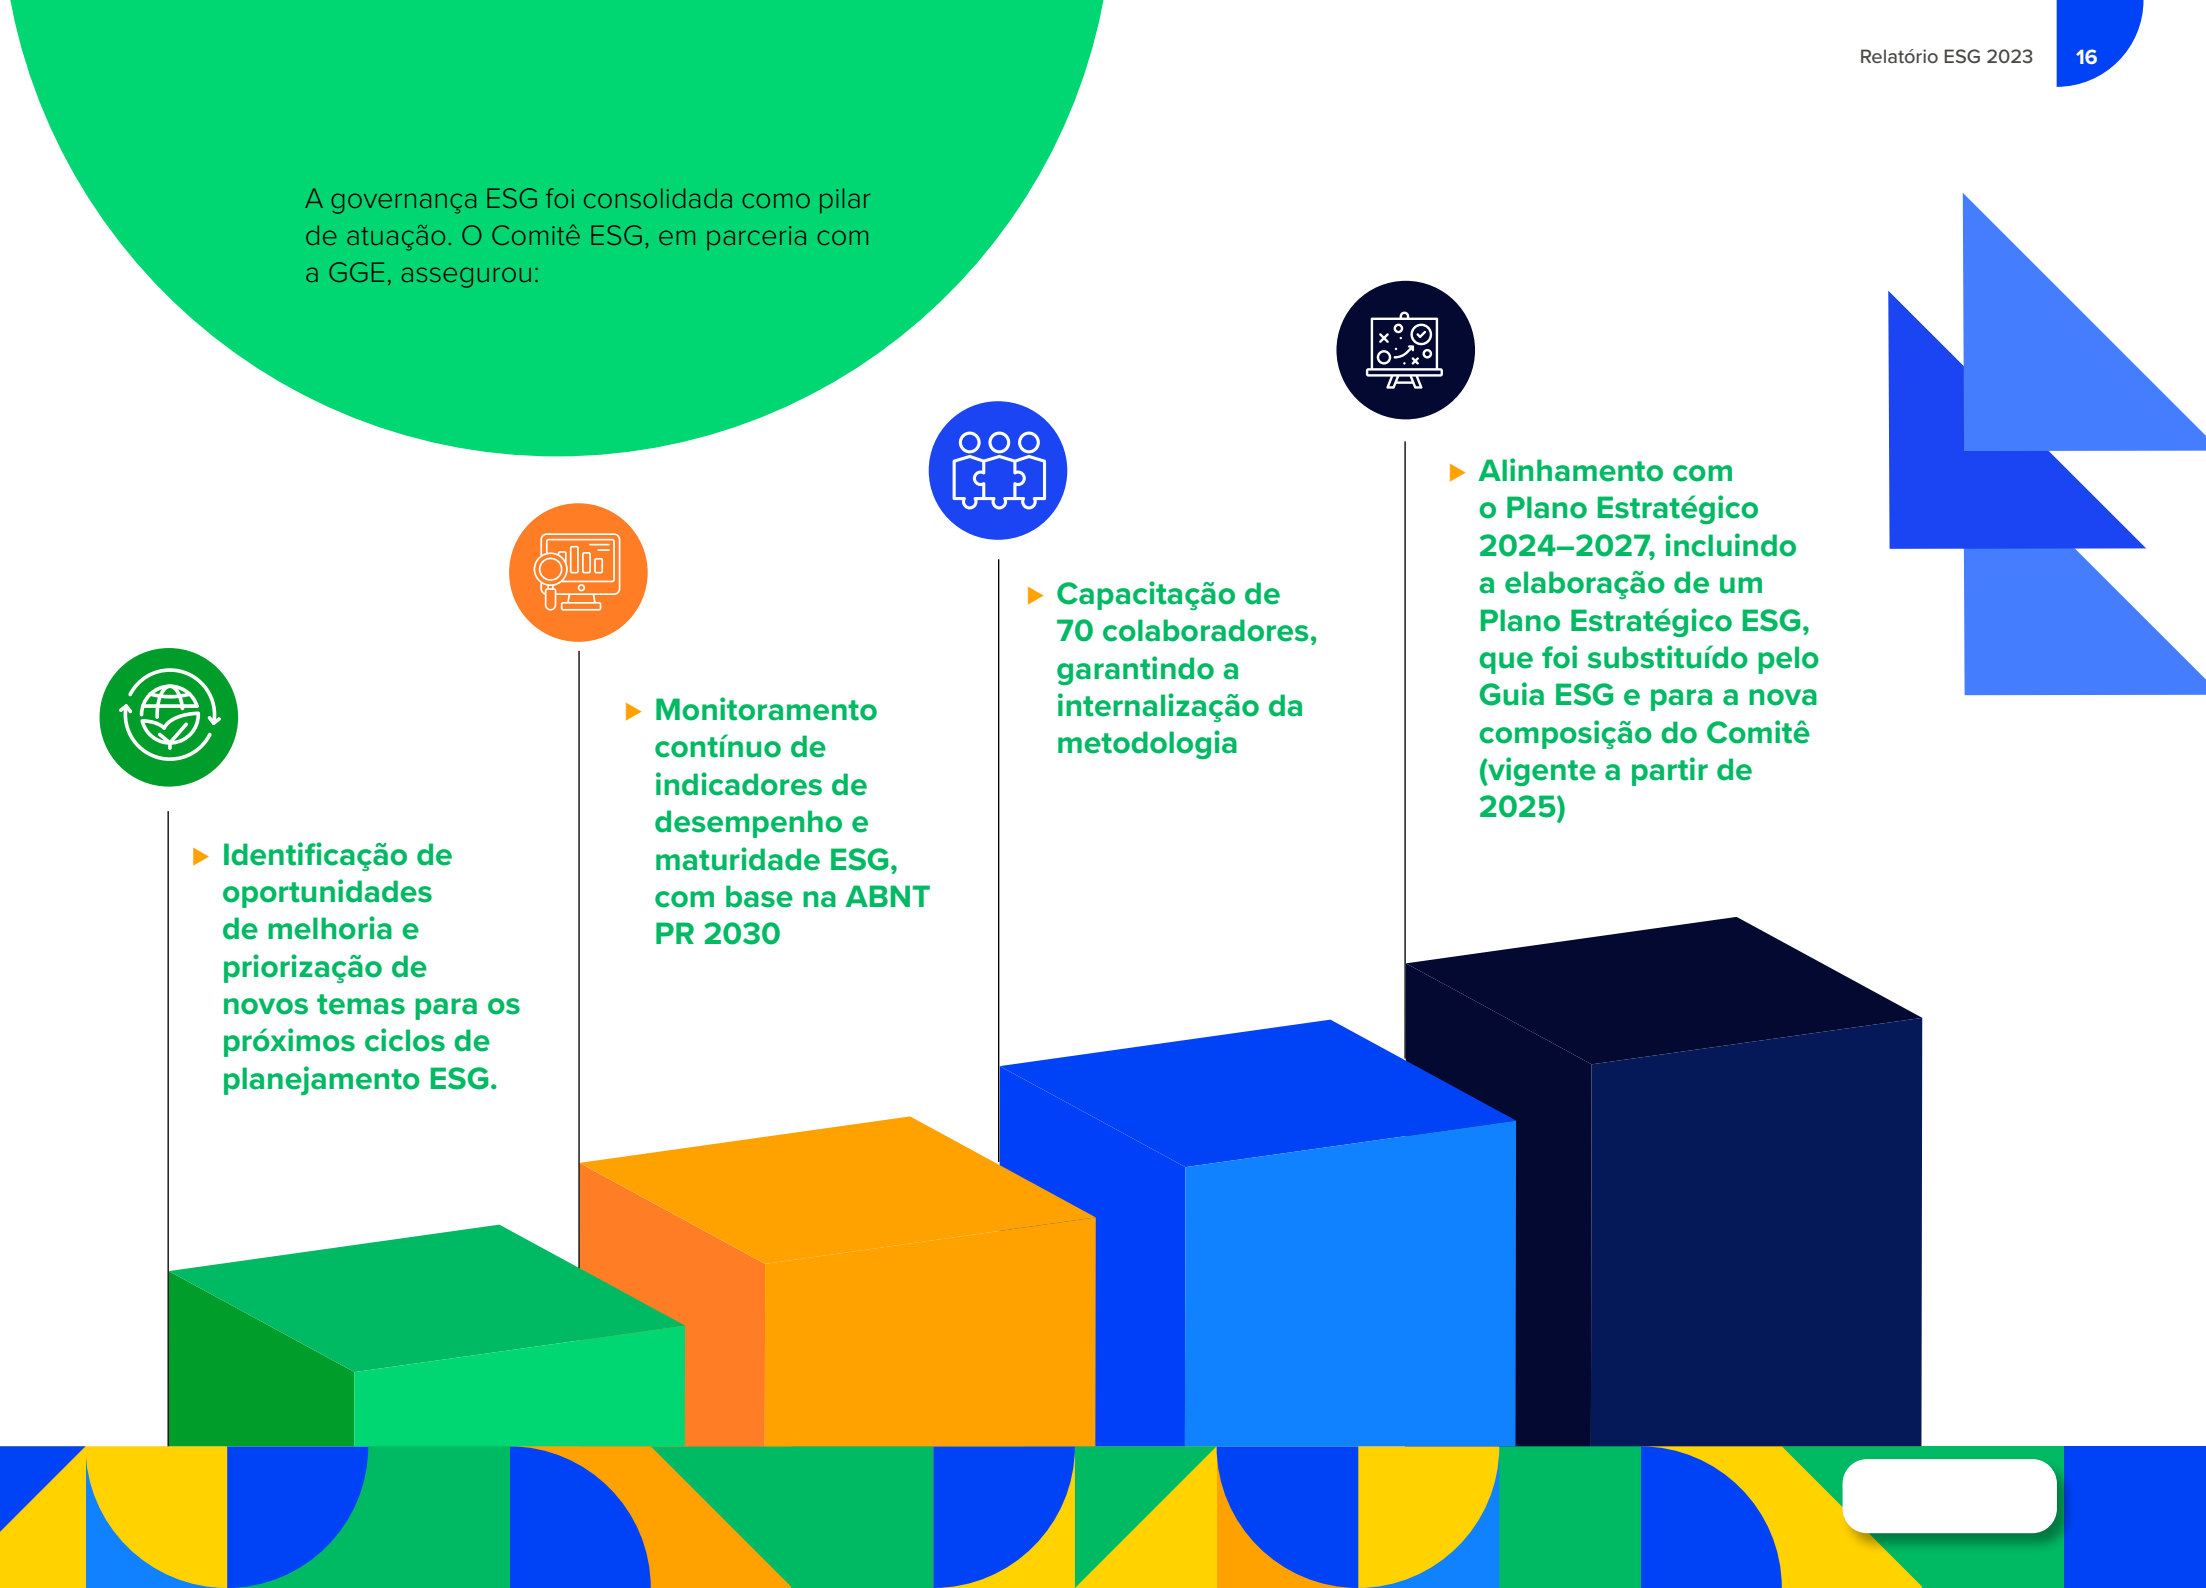 Relatório ESG 2023
16
A governança ESG foi consolidada como pilar
de atuação. O Comitê ESG, em parceria com
a GGE, assegurou:
Identificação de
oportunidades
de melhoria e
priorização de
novos temas para os
próximos ciclos de
planejamento ESG.
Monitoramento
contínuo de
indicadores de
desempenho e
maturidade ESG,
com base na ABNT
PR 2030
Capacitação de
70 colaboradores,
garantindo a
internalização da
metodologia
Alinhamento com
o Plano Estratégico
2024–2027, incluindo
a elaboração de um
Plano Estratégico ESG,
que foi substituído pelo
Guia ESG e para a nova
composição do Comitê
(vigente a partir de
2025)